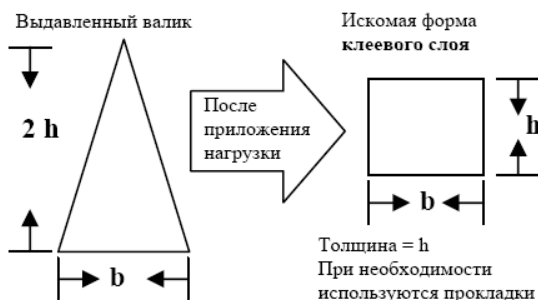 Выдавленный валик
2 h
b
После
приложения
нагрузки
Искомая форма
клеевого слоя
h
b
Толщина = h
При необходимости
используются прокладки